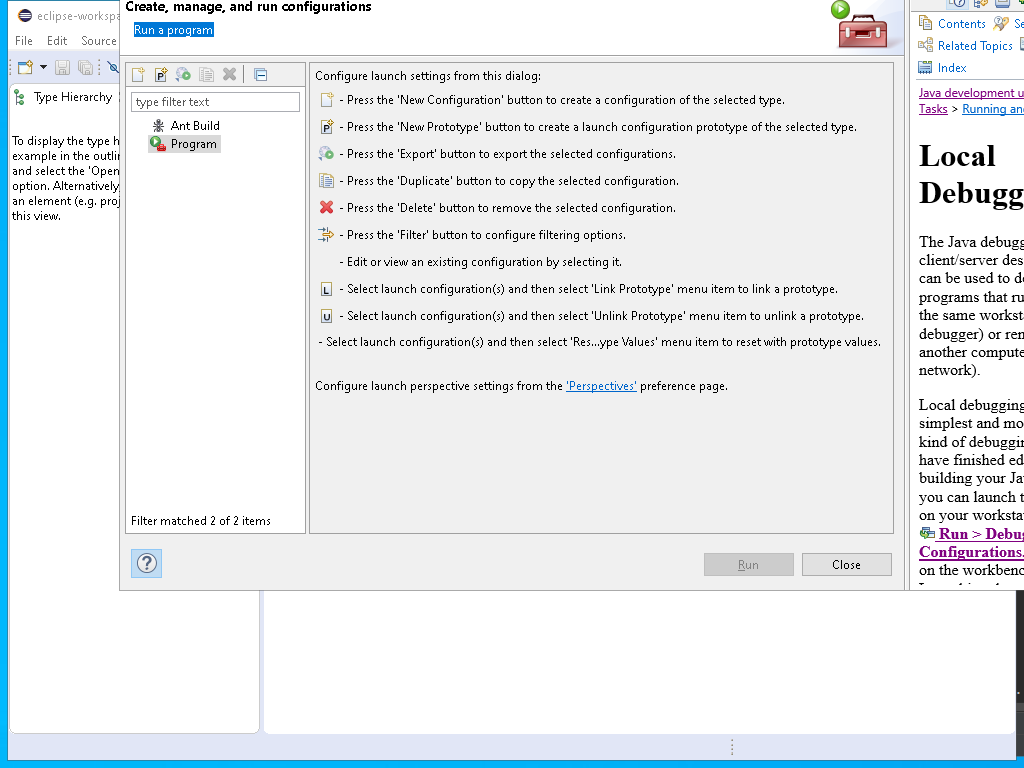 Create, manage, and run configurations
Run a program
eclipse-workspa
File Edit Source
Type Hierarchy
To display the type h
example in the outlin
and select the 'Open
option. Alternatively
an element (e.g. proj
this view.
type filter text
Ant Build
Program
Filter matched 2 of 2 items
Configure launch settings from this dialog:
- Press the 'New Configuration' button to create a configuration of the selected type.
- Press the 'New Prototype' button to create a launch configuration prototype of the selected type.
- Press the 'Export' button to export the selected configurations.
- Press the 'Duplicate' button to copy the selected configuration.
- Press the 'Delete' button to remove the selected configuration.
- Press the 'Filter' button to configure filtering options.
- Edit or view an existing configuration by selecting it.
- Select launch configuration(s) and then select 'Link Prototype' menu item to link a prototype.
- Select launch configuration(s) and then select 'Unlink Prototype' menu item to unlink a prototype.
- Select launch configuration(s) and then select 'Res...ype Values' menu item to reset with prototype values.
Configure launch perspective settings from the 'Perspectives' preference page.
Run Close
Contents Se
Related Topics
Index
Java development u
Tasks > Running and
Local
Debugg
The Java debugg
client/server des
can be used to de
programs that ru
the same worksta
debugger) or rem
another compute
network).
Local debugging
simplest and mo
kind of debuggin
have finished ed
building your Jav
you can launch t
on your worksta
Run > Debug
Configurations.
on the workbenc